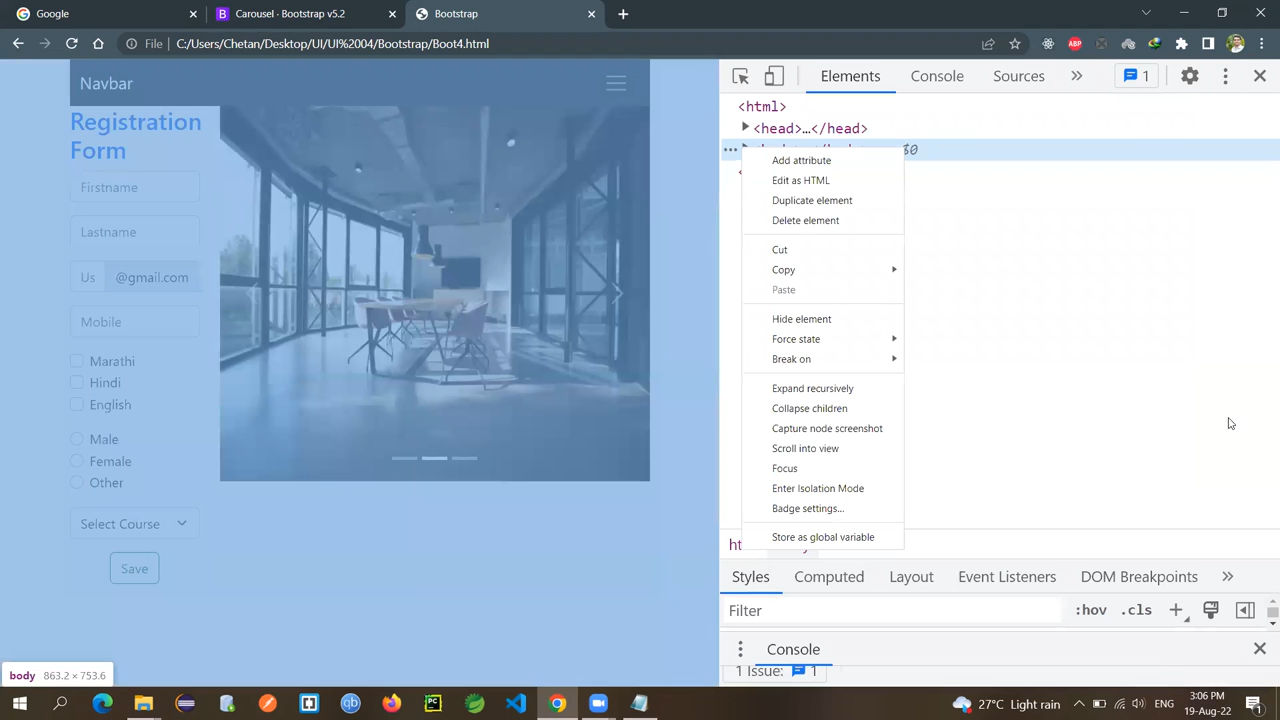 Google
Carousel · Bootstrap v5.2
Bootstrap
File
C:/Users/Chetan/Desktop/UI/UI%2004/Bootstrap/Boot4.html
ABP
Navbar
Registration
Form
Firstname
Lastname
Us
@gmail.com
Mobile
Marathi
Hindi
English
Male
Female
Other
Select Course
Save
body 863.2 ×
Elements
Console
Sources
1
<html>
<head>…</head>
Add attribute
Edit as HTML
Duplicate element
Delete element
Cut
Copy
Paste
Hide element
Force state
Break on
Expand recursively
Collapse children
Capture node screenshot
Scroll into view
Focus
Enter Isolation Mode
Badge settings...
Store as global variable
Styles
Computed
Layout
Event Listeners
DOM Breakpoints
Filter
:hov
.cls
Console
1 Issue:
1
PC
qb
27°C Light rain
ENG
3:06 PM
19-Aug-22
1